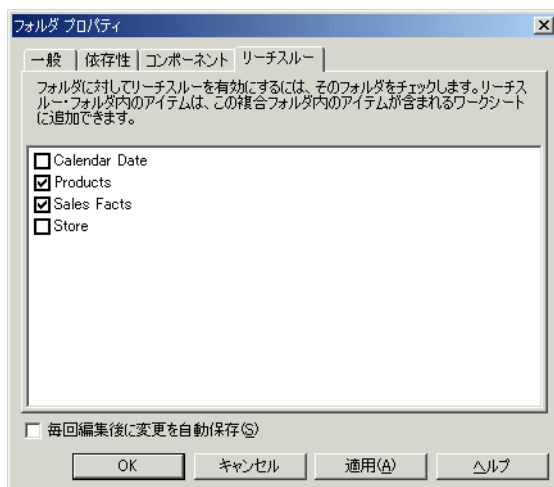 フォルダ プロパティ
一般 依存性 コンポーネント リーチスルー
フォルダに対してリーチスルーを有効にするには、そのフォルダをチェックします。リーチス
ルー・フォルダ内のアイテムは、この複合フォルダ内のアイテムが含まれるワークシート
に追加できます。
Calendar Date
Products
Sales Facts
Store
毎回編集後に変更を自動保存(S)
OK キャンセル 適用(A) ヘルプ